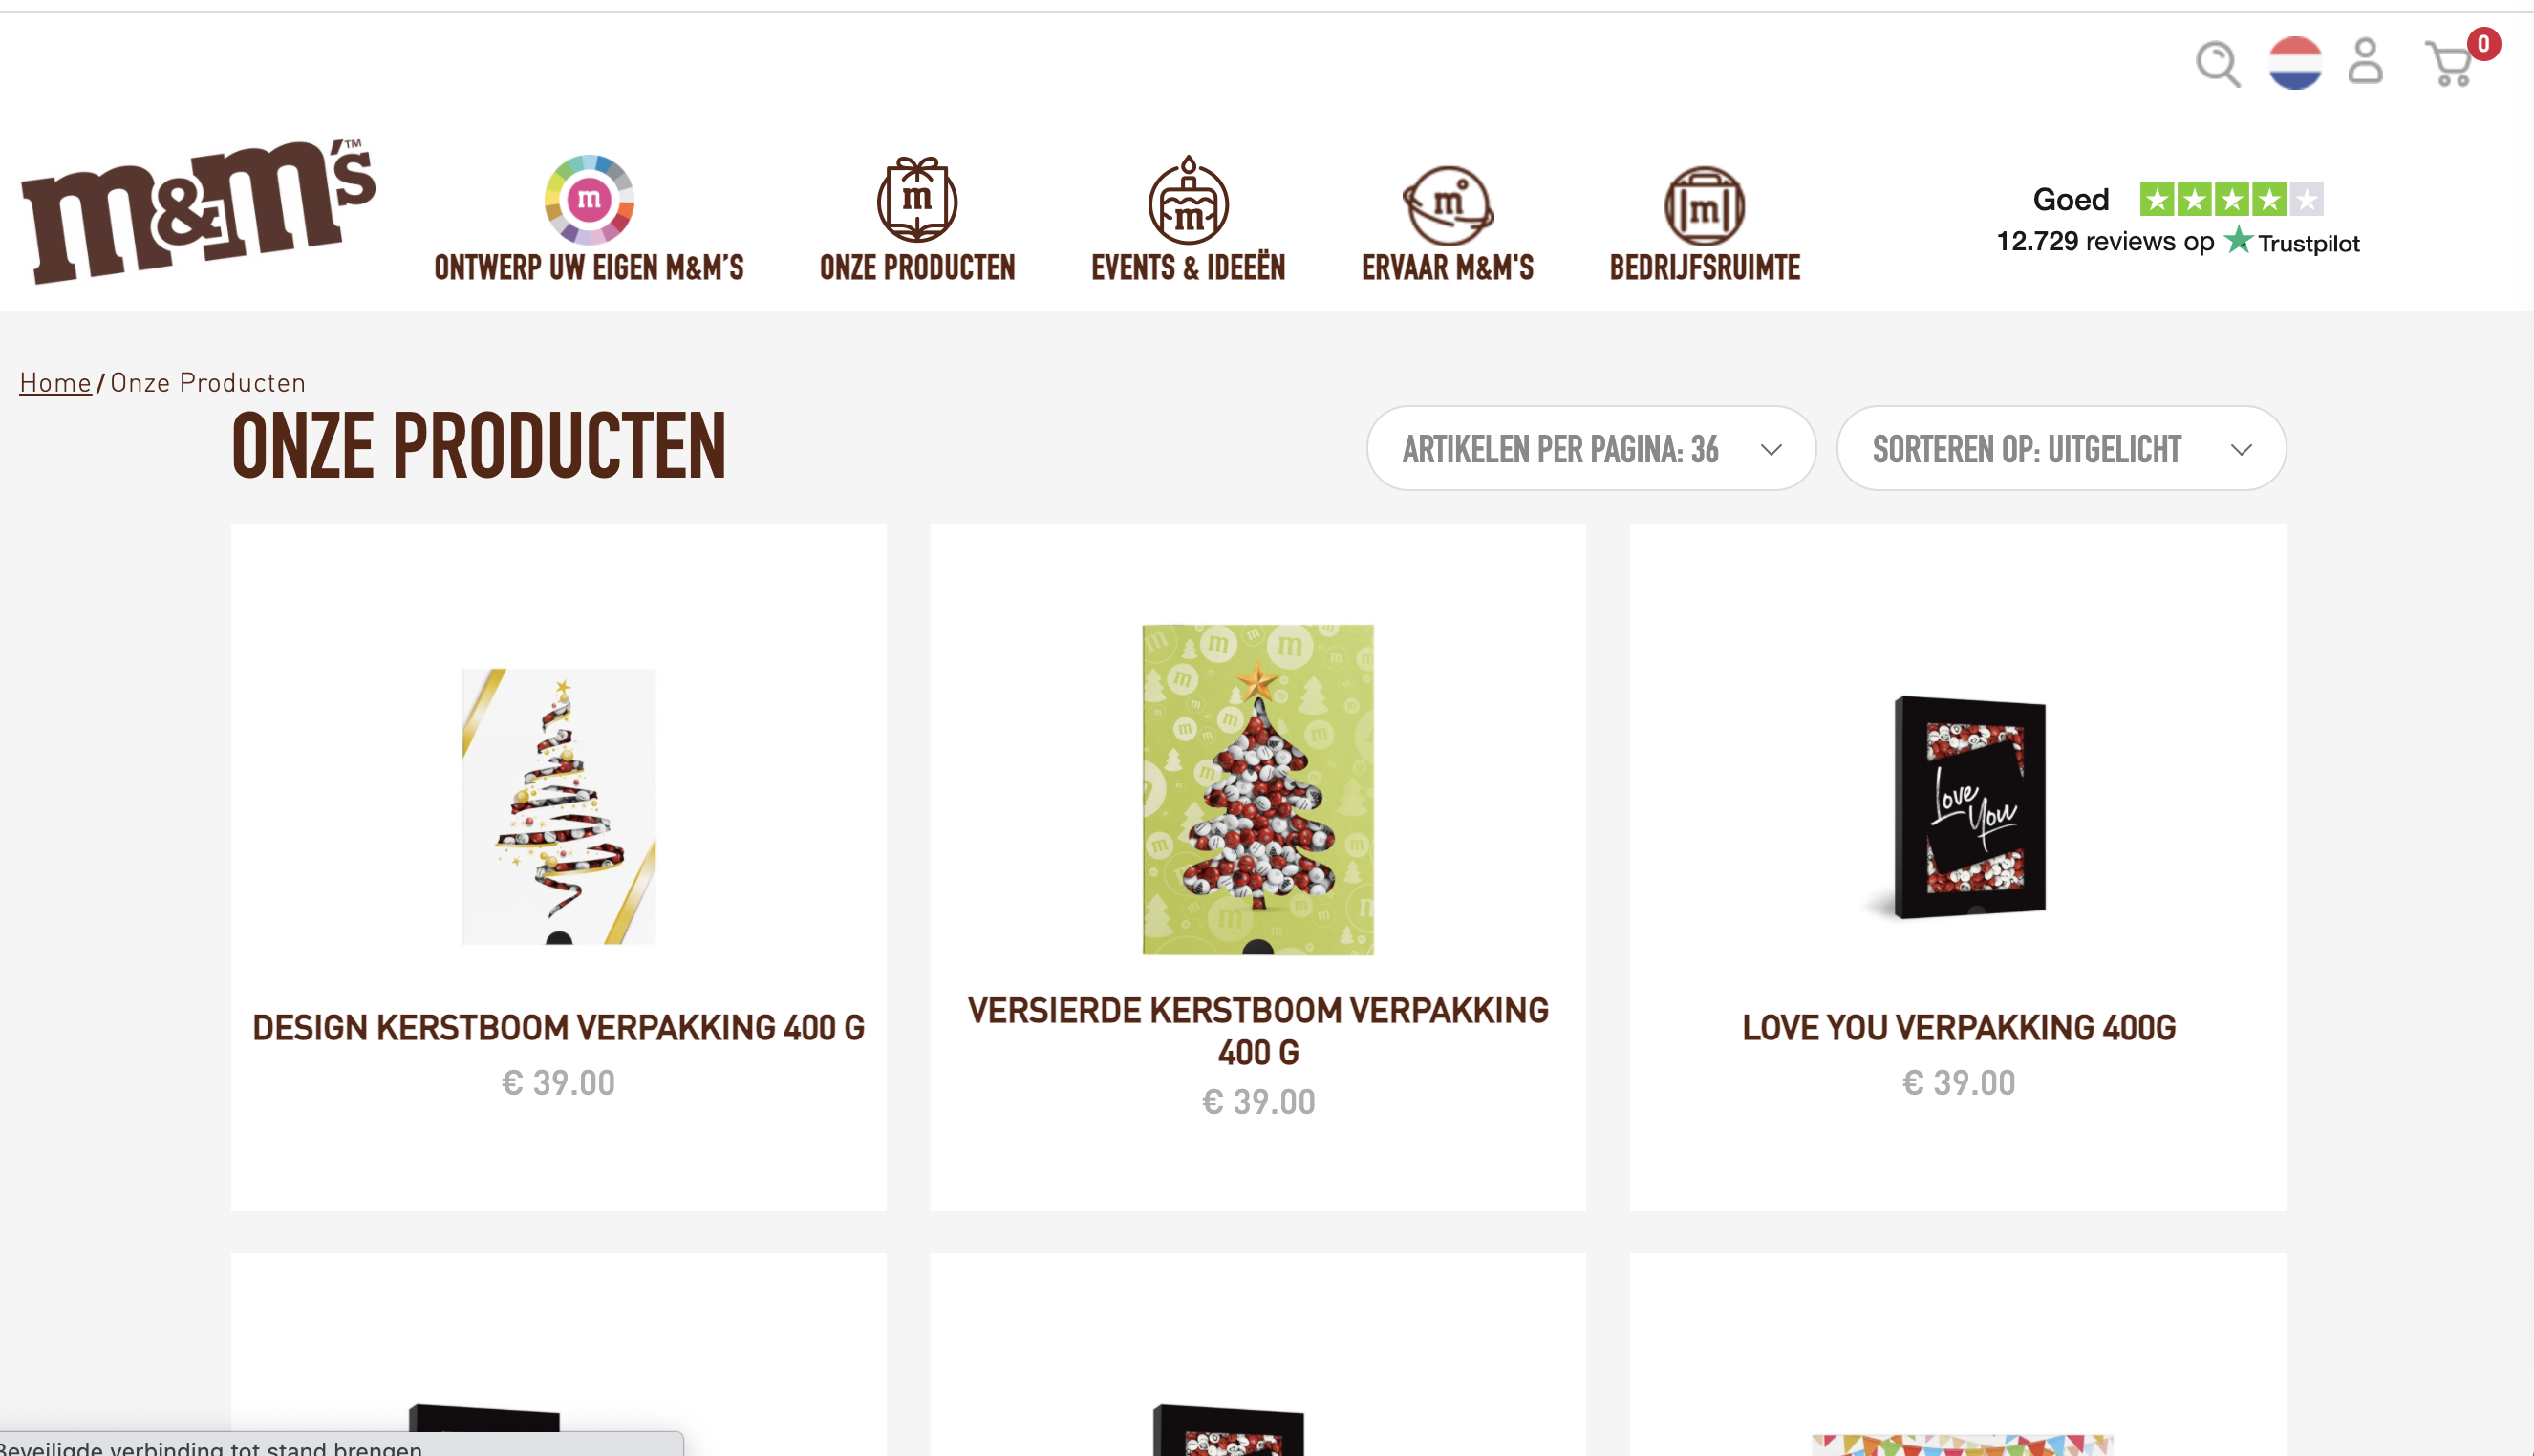 0
m&m's™
m
m
m
m
m
ONTWERP UW EIGEN M&M'S
ONZE PRODUCTEN
EVENTS & IDEEËN
ERVAAR M&M'S
BEDRIJFSRUIMTE
Goed
12.729 reviews op Trustpilot
Home / Onze Producten
ONZE PRODUCTEN
ARTIKELEN PER PAGINA: 36
SORTEREN OP: UITGELICHT
Love
You
DESIGN KERSTBOOM VERPAKKING 400 G
€ 39.00
VERSIERDE KERSTBOOM VERPAKKING
400 G
€ 39.00
LOVE YOU VERPAKKING 400G
€ 39.00
Beveiligde verbinding tot stand brengen